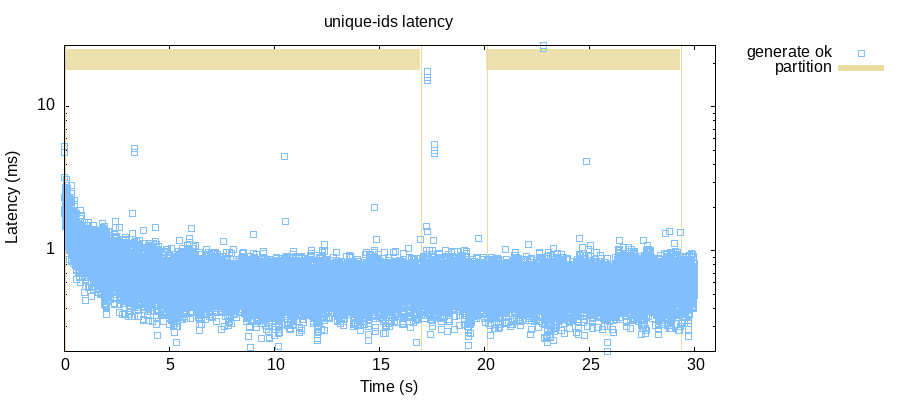 unique-ids latency
generate ok
partition
10
1
Latency (ms)
0 5 10 15 20 25 30
Time (s)